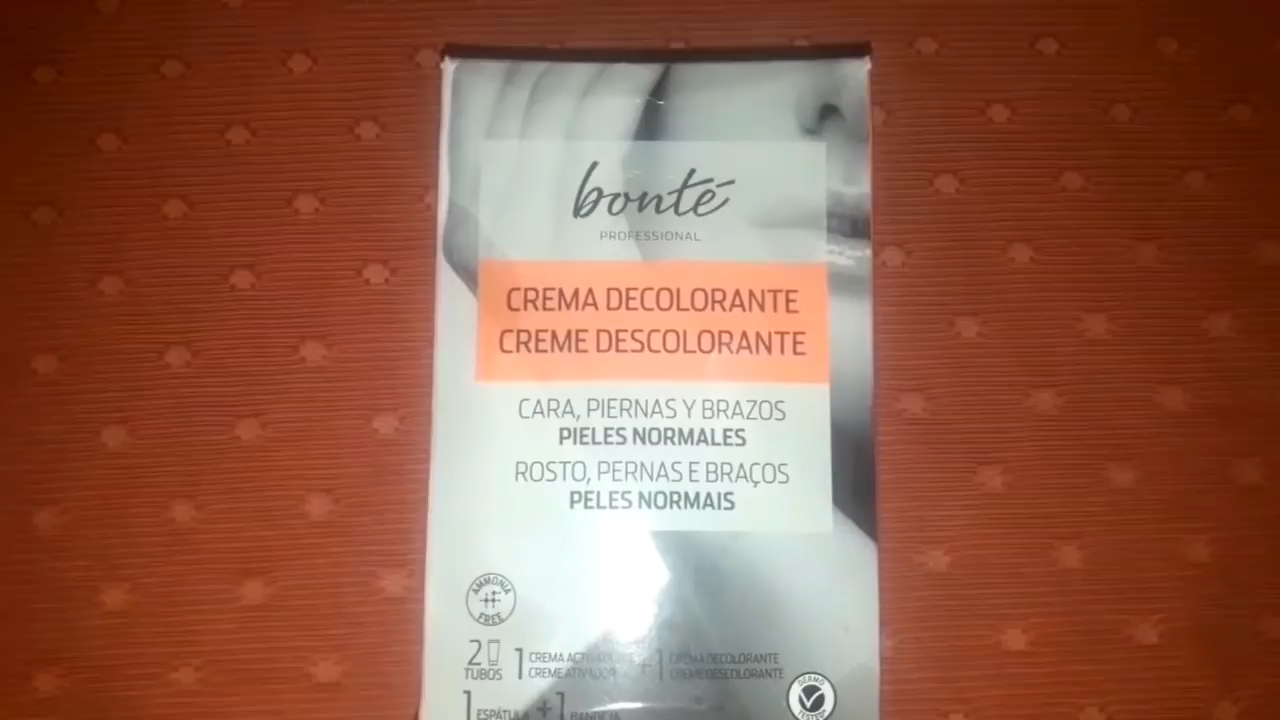 bonté
PROFESSIONAL
CREMA DECOLORANTE
CREME DESCOLORANTE
CARA, PIERNAS Y BRAZOS
PIELES NORMALES
ROSTO, PERNAS E BRAÇOS
PELES NORMAIS
AMMONIA
FREE
2
TUBOS
1 CREMA + 1 CREMA DECOLORANTE
CREME ATIVADOR CREME DESCOLORANTE
1 ESPÁTULA + 1 BANDEJA
DERMO
TESTED